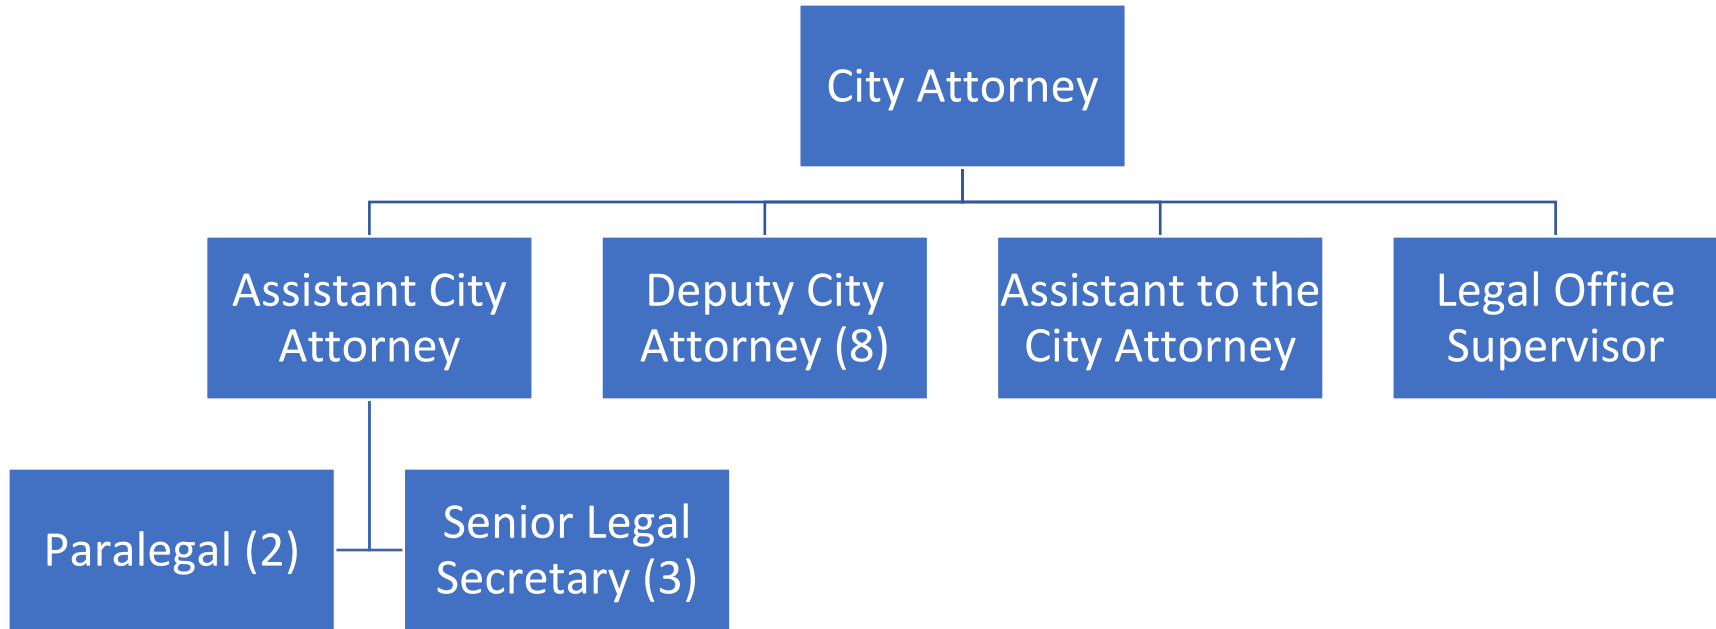 City Attorney
Assistant City
Attorney
Deputy City
Attorney (8)
Assistant to the
City Attorney
Legal Office
Supervisor
Paralegal (2)
Senior Legal
Secretary (3)